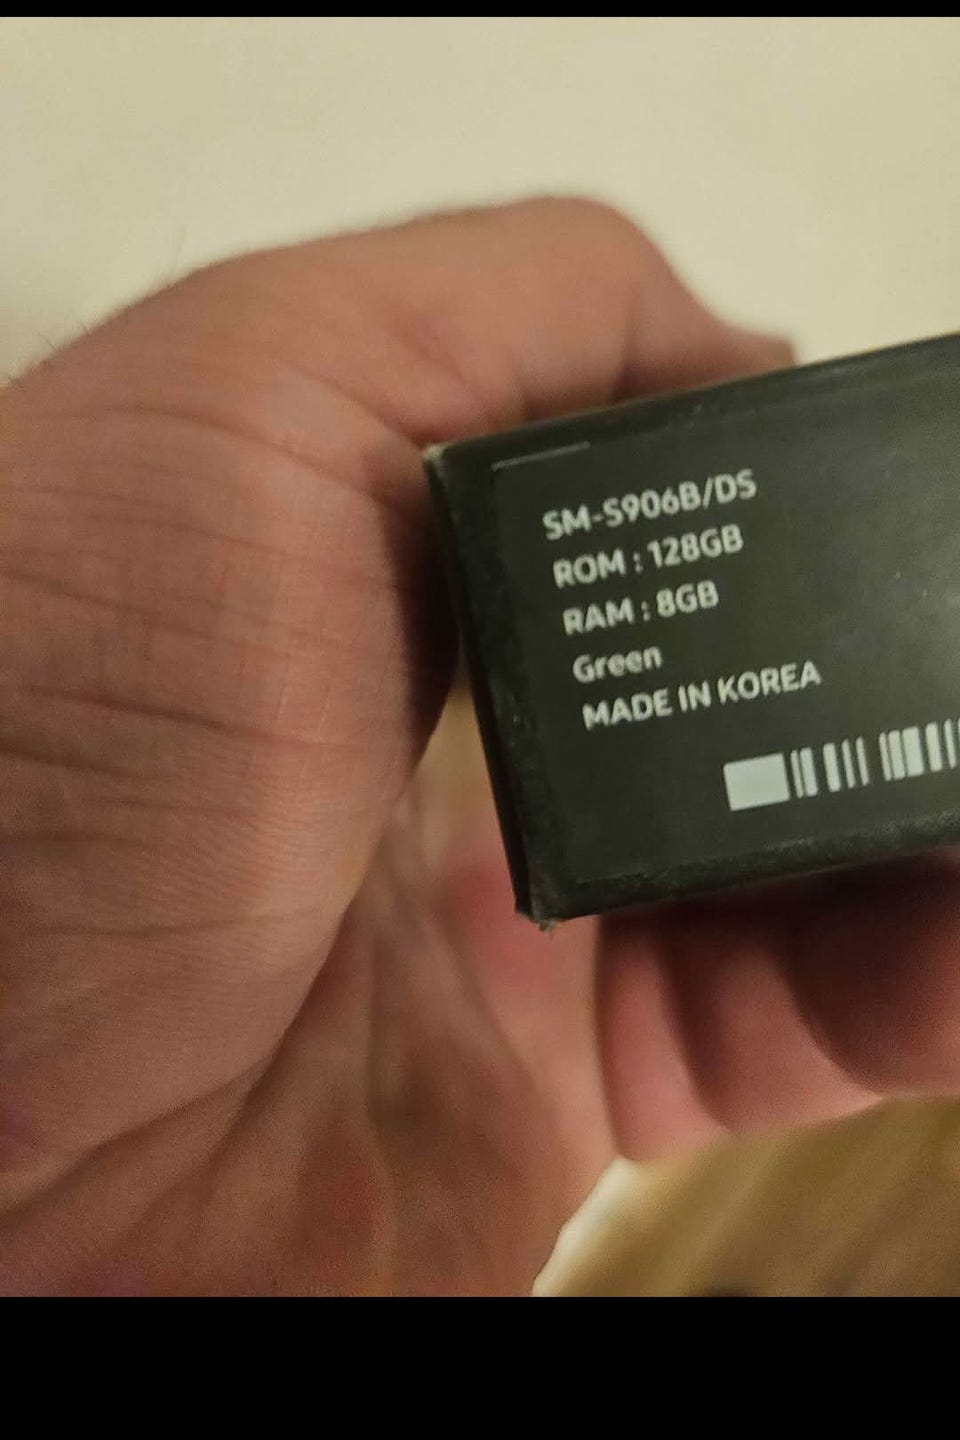 SM-S906B/DS
ROM : 128GB
RAM : 8GB
Green
MADE IN KOREA